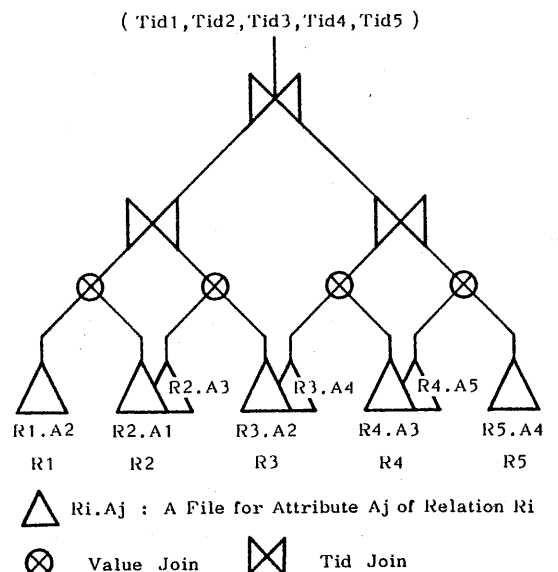 ( Tid1,Tid2,Tid3,Tid4,Tid5 )
R2.A3
R3.A4
R4.A5
R1.A2 R2.A1 R3.A2 R4.A3 R5.A4
R1 R2 R3 R4 R5
Ri.Aj : A File for Attribute Aj of Relation Ri
Value Join Tid Join